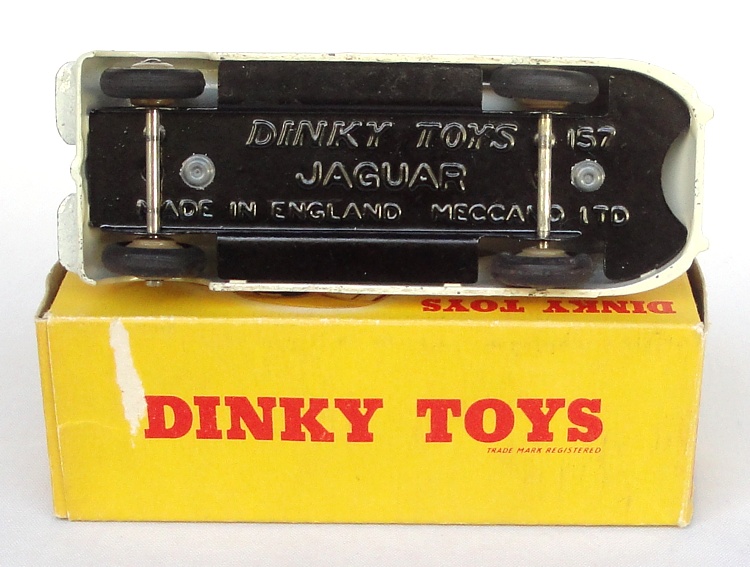 DINKY TOYS 157
JAGUAR
MADE IN ENGLAND MECCANO LTD
DINKY TOYS
DINKY TOYS
TRADE MARK REGISTERED